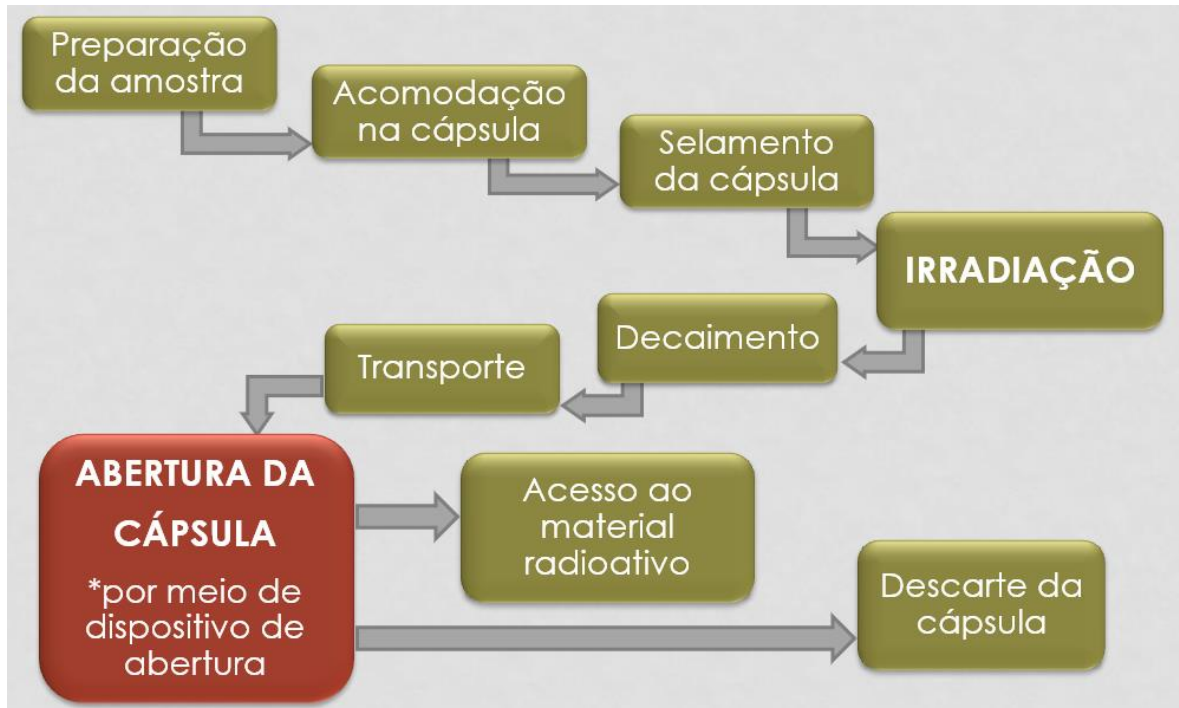 Preparação
da amostra
Acomodação
na cápsula
Selamento
da cápsula
IRRADIAÇÃO
Decaimento
Transporte
ABERTURA DA
CÁPSULA
*por meio de
dispositivo de
abertura
Acesso ao
material
radioativo
Descarte da
cápsula